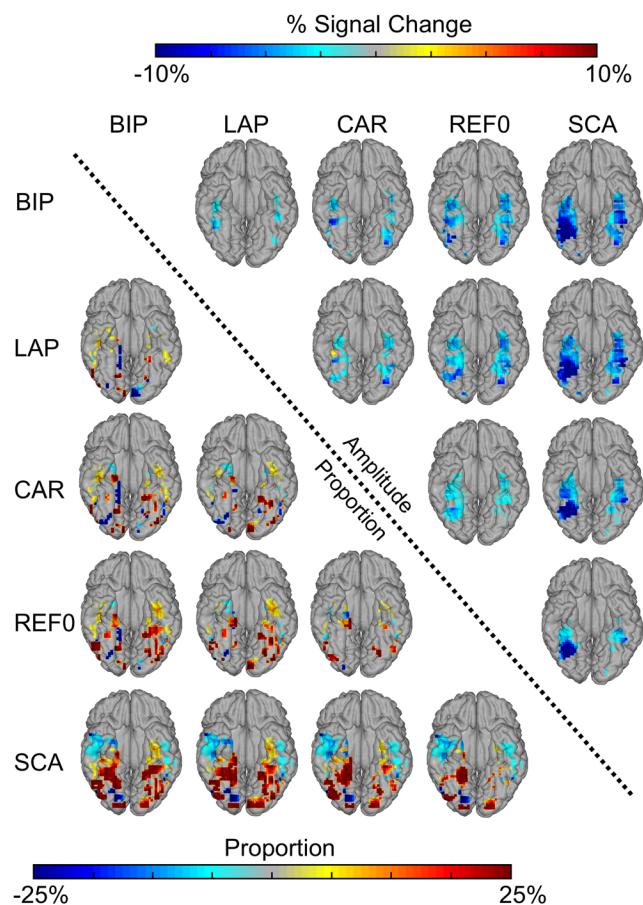 % Signal Change
-10% 10%
BIP LAP CAR REF0 SCA
BIP
LAP
Amplitude
Proportion
CAR
REF0
SCA
Proportion
-25% 25%